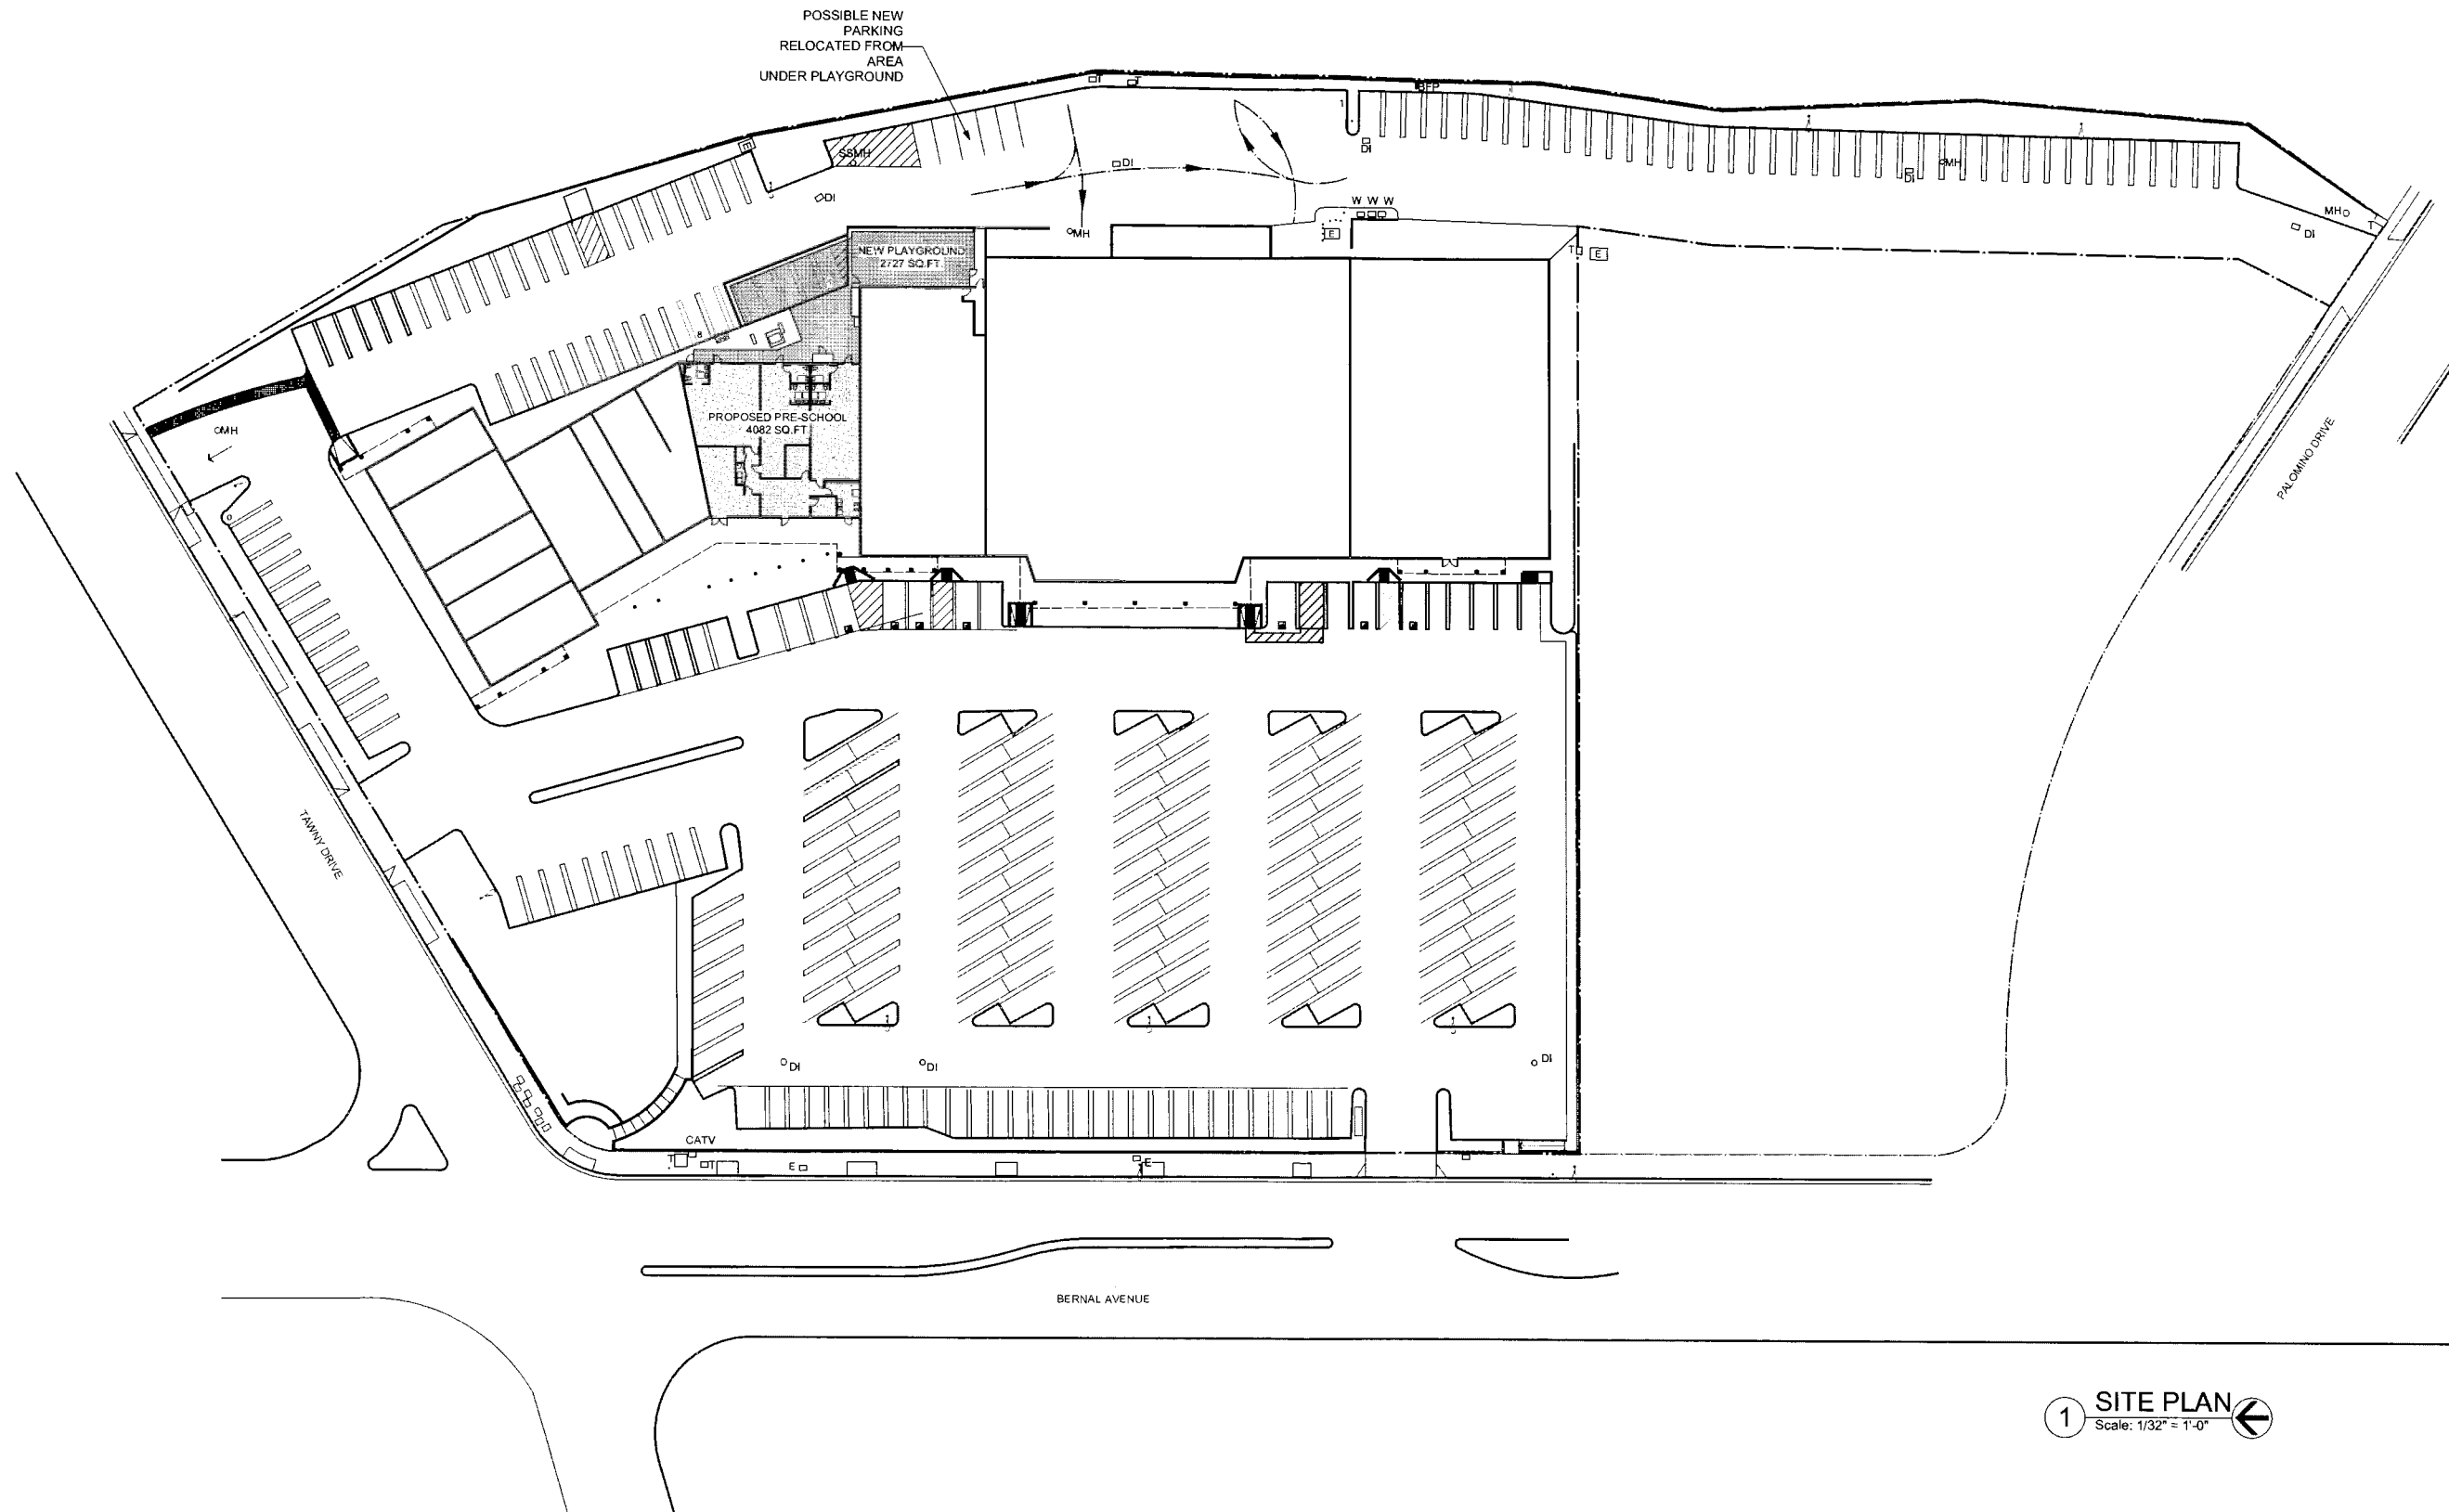 POSSIBLE NEW
PARKING
RELOCATED FROM
AREA
UNDER PLAYGROUND
T
T
BFP
1
E
SSMH
DI
DI
DI
MH
DI
W W W
MH
E
MH
T
DI
NEW PLAYGROUND
2727 SQ.FT.
T
E
8
PROPOSED PRE-SCHOOL
4082 SQ.FT.
MH
PALOMINO DRIVE
TAWNY DRIVE
DI
DI
DI
CATV
T
T
E
E
BERNAL AVENUE
1
SITE PLAN
Scale: 1/32" = 1'-0"